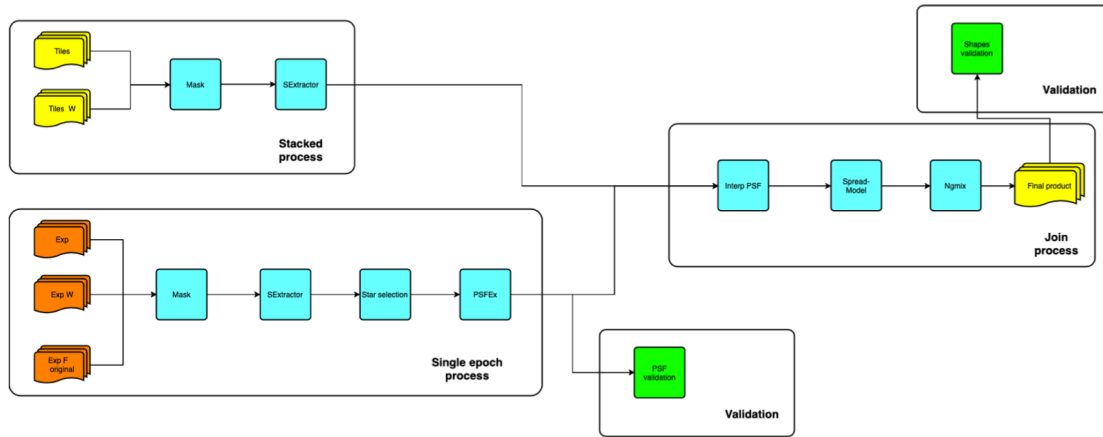 Tiles
Tiles W
Mask
SExtractor
Stacked
process
Shapes
validation
Validation
Interp PSF
Spread-
Model
Ngmix
Final product
Join
process
Exp
Exp W
Exp F
original
Mask
SExtractor
Star selection
PSFEx
Single epoch
process
PSF
validation
Validation